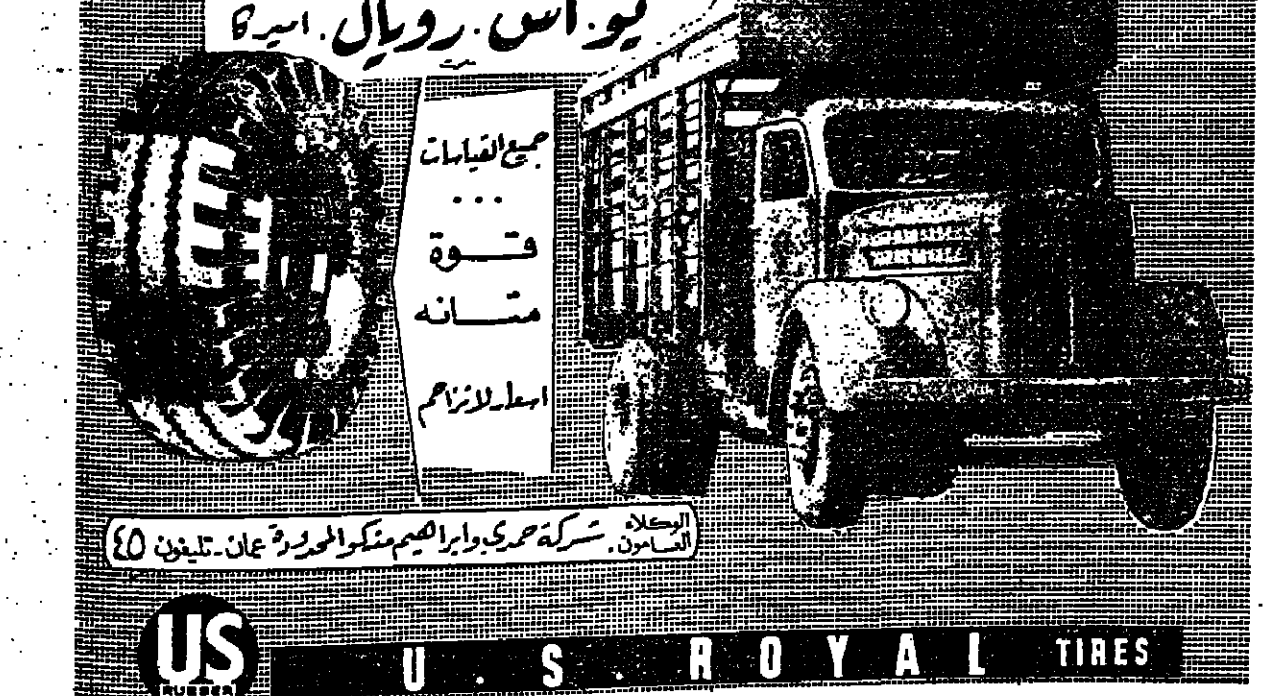 يو. اس. رويال. اميركا
جميع القياسات
...
قوة
متانه
اسعار لا تزاحم
الوكلاء
العامون. شركة حمدي وابراهيم منكو المحدودة عمان - تليفون ٤٥
US
RUBBER
U. S. ROYAL TIRES